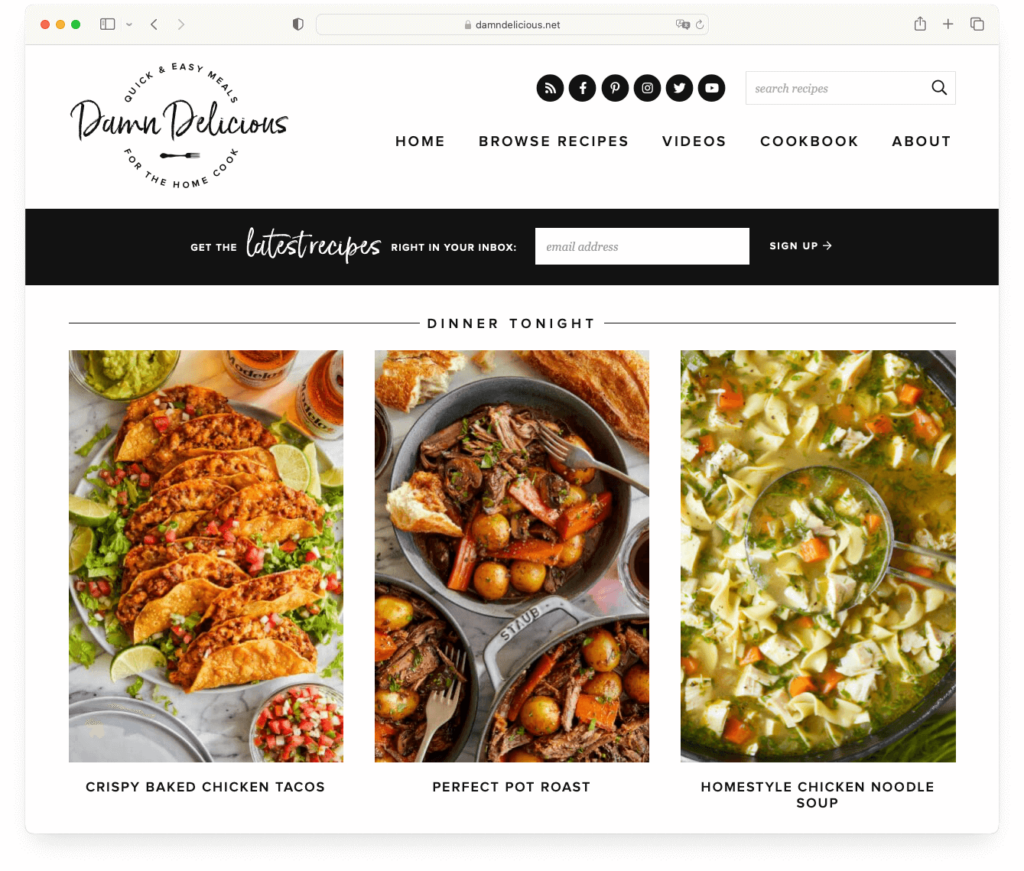 damndelicious.net
QUICK & EASY MEALS
Damn Delicious
FOR THE HOME COOK
search recipes
HOME BROWSE RECIPES VIDEOS COOKBOOK ABOUT
GET THE latest recipes RIGHT IN YOUR INBOX: email address SIGN UP →
DINNER TONIGHT
STAUB
CRISPY BAKED CHICKEN TACOS
PERFECT POT ROAST
HOMESTYLE CHICKEN NOODLE
SOUP